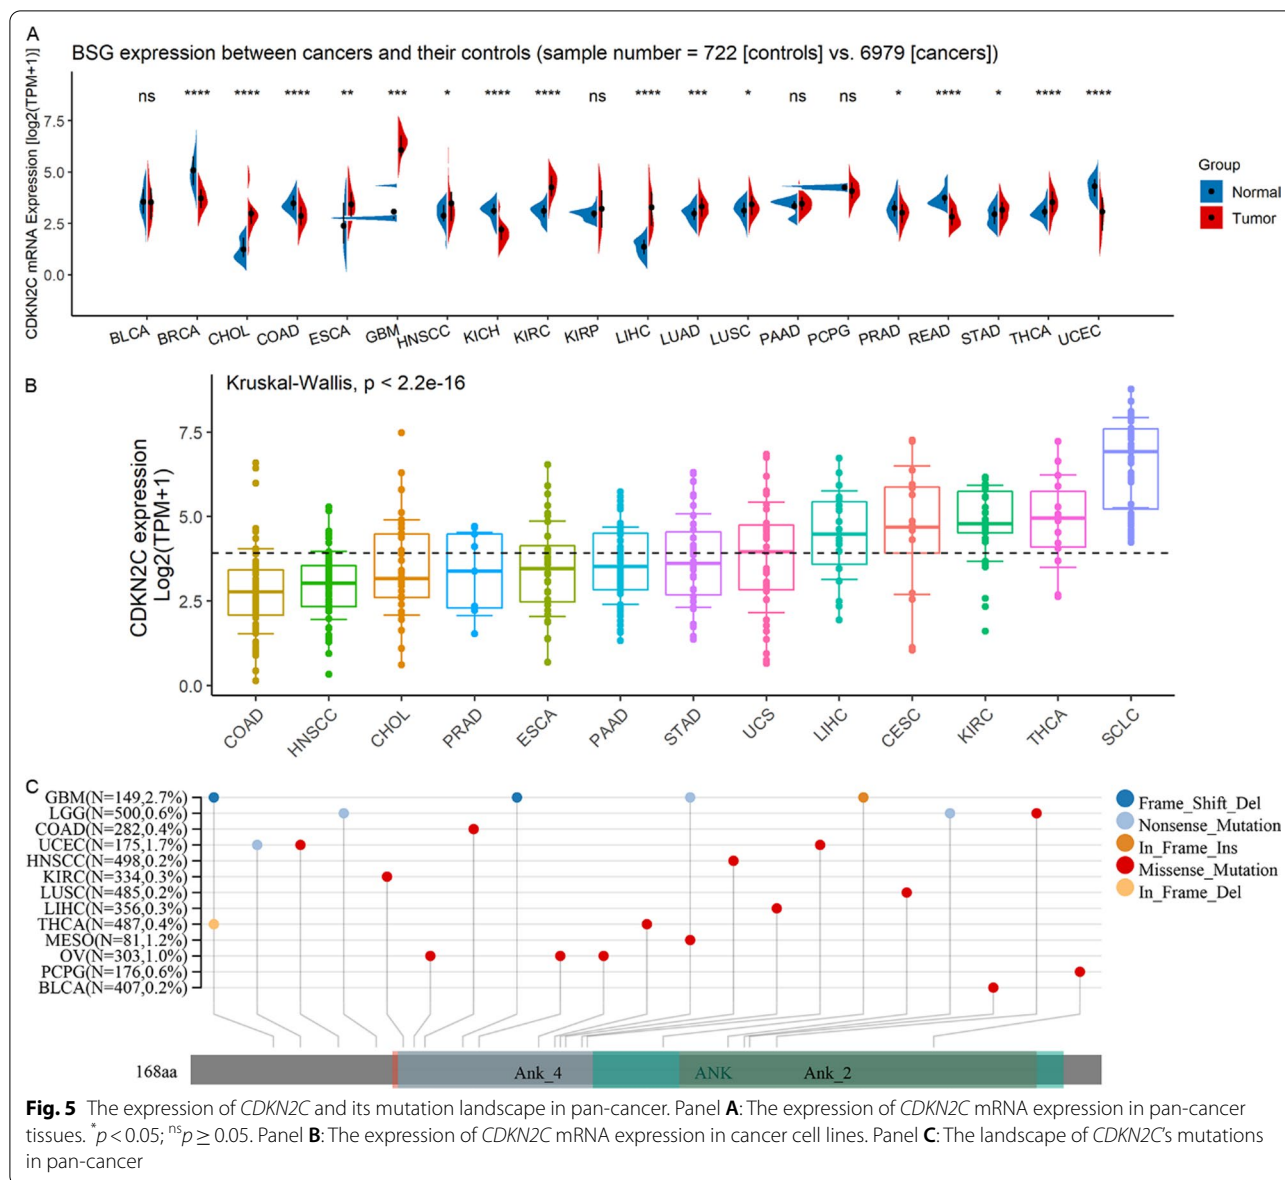 A
BSG expression between cancers and their controls (sample number = 722 [controls] vs. 6979 [cancers])
CDKN2C mRNA Expression [log2(TPM+1)]
ns **** **** **** ** *** * **** **** ns **** *** * ns ns * **** * **** ****
7.5
5.0
2.5
0.0
BLCA BRCA CHOL COAD ESCA GBM HNSCC KICH KIRC KIRP LIHC LUAD LUSC PAAD PCPG PRAD READ STAD THCA UCEC
Group
Normal
Tumor
B
Kruskal-Wallis, p < 2.2e-16
CDKN2C expression
Log2(TPM+1)
7.5
5.0
2.5
0.0
COAD HNSCC CHOL PRAD ESCA PAAD STAD UCS LIHC CESC KIRC THCA SCLC
C
GBM(N=149,2.7%)
LGG(N=500,0.6%)
COAD(N=282,0.4%)
UCEC(N=175,1.7%)
HNSCC(N=498,0.2%)
KIRC(N=334,0.3%)
LUSC(N=485,0.2%)
LIHC(N=356,0.3%)
THCA(N=487,0.4%)
MESO(N=81,1.2%)
OV(N=303,1.0%)
PCPG(N=176,0.6%)
BLCA(N=407,0.2%)
Frame_Shift_Del
Nonsense_Mutation
In_Frame_Ins
Missense_Mutation
In_Frame_Del
168aa Ank_4 ANK Ank_2
Fig. 5 The expression of CDKN2C and its mutation landscape in pan-cancer. Panel A: The expression of CDKN2C mRNA expression in pan-cancer
tissues. *p < 0.05; nsp ≥ 0.05. Panel B: The expression of CDKN2C mRNA expression in cancer cell lines. Panel C: The landscape of CDKN2C's mutations
in pan-cancer